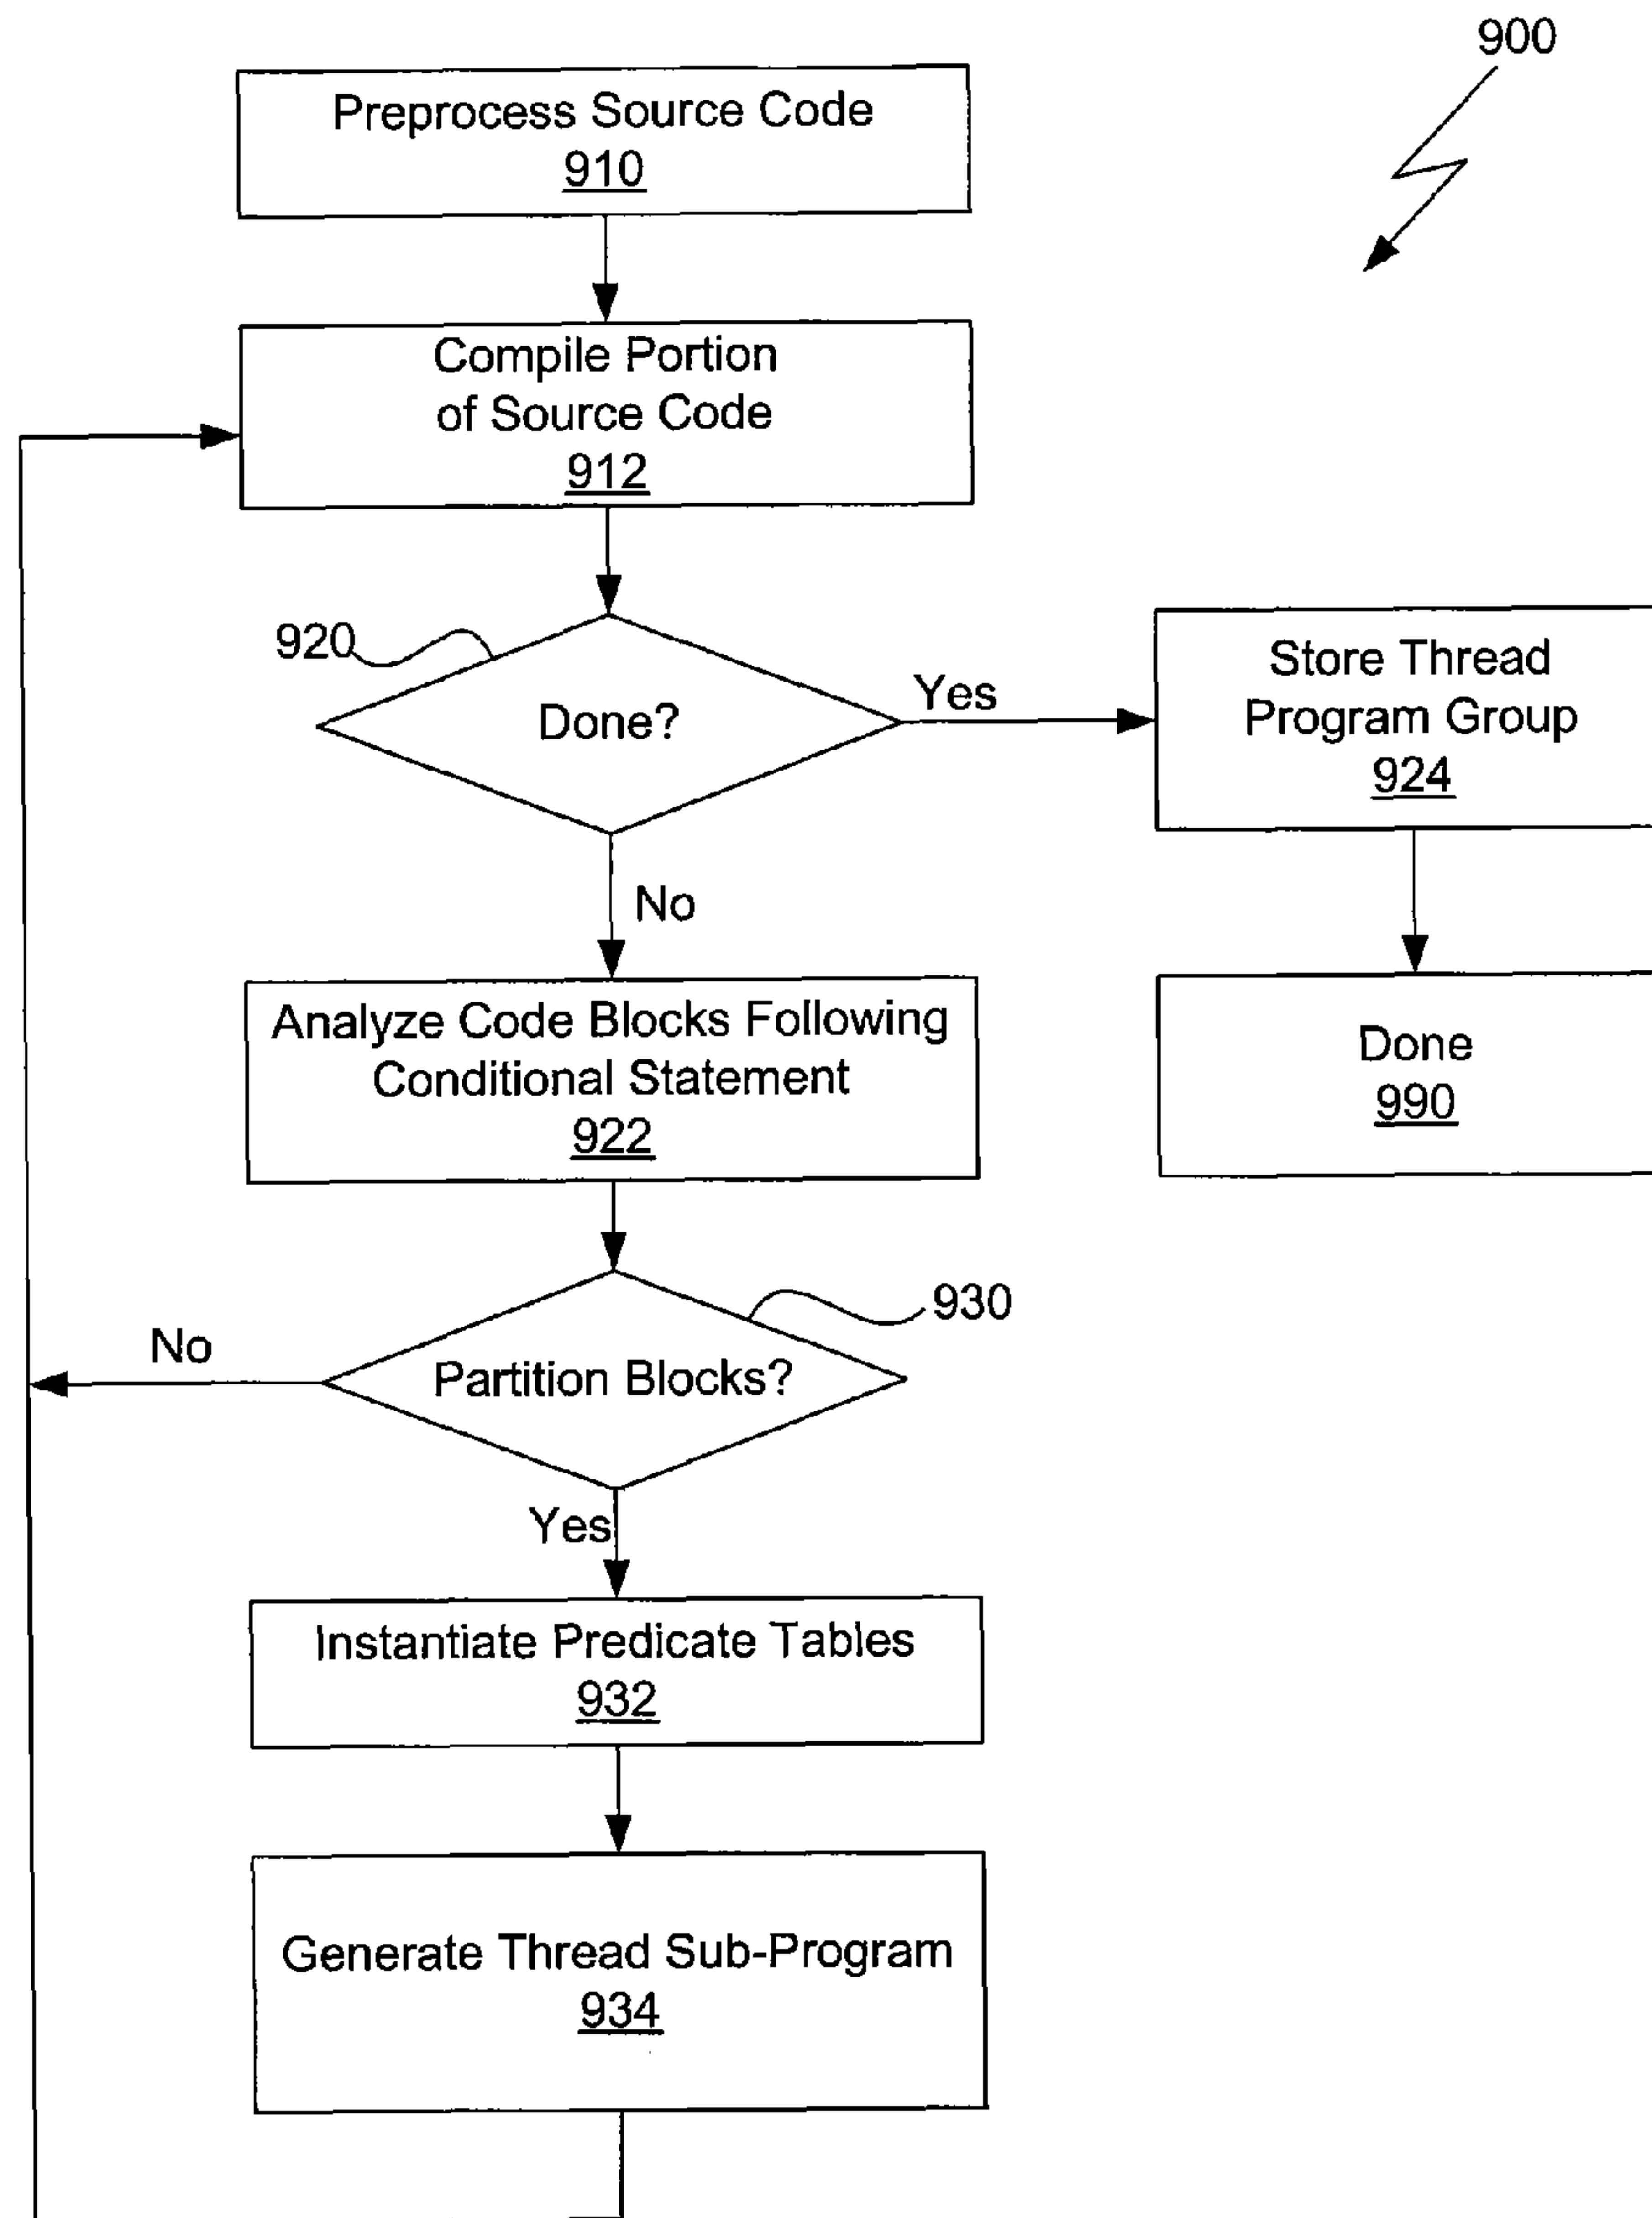 900
Preprocess Source Code
910
Compile Portion
of Source Code
912
920
Done?
Yes
Store Thread
Program Group
924
No
Analyze Code Blocks Following
Conditional Statement
922
Done
990
930
No
Partition Blocks?
Yes
Instantiate Predicate Tables
932
Generate Thread Sub-Program
934